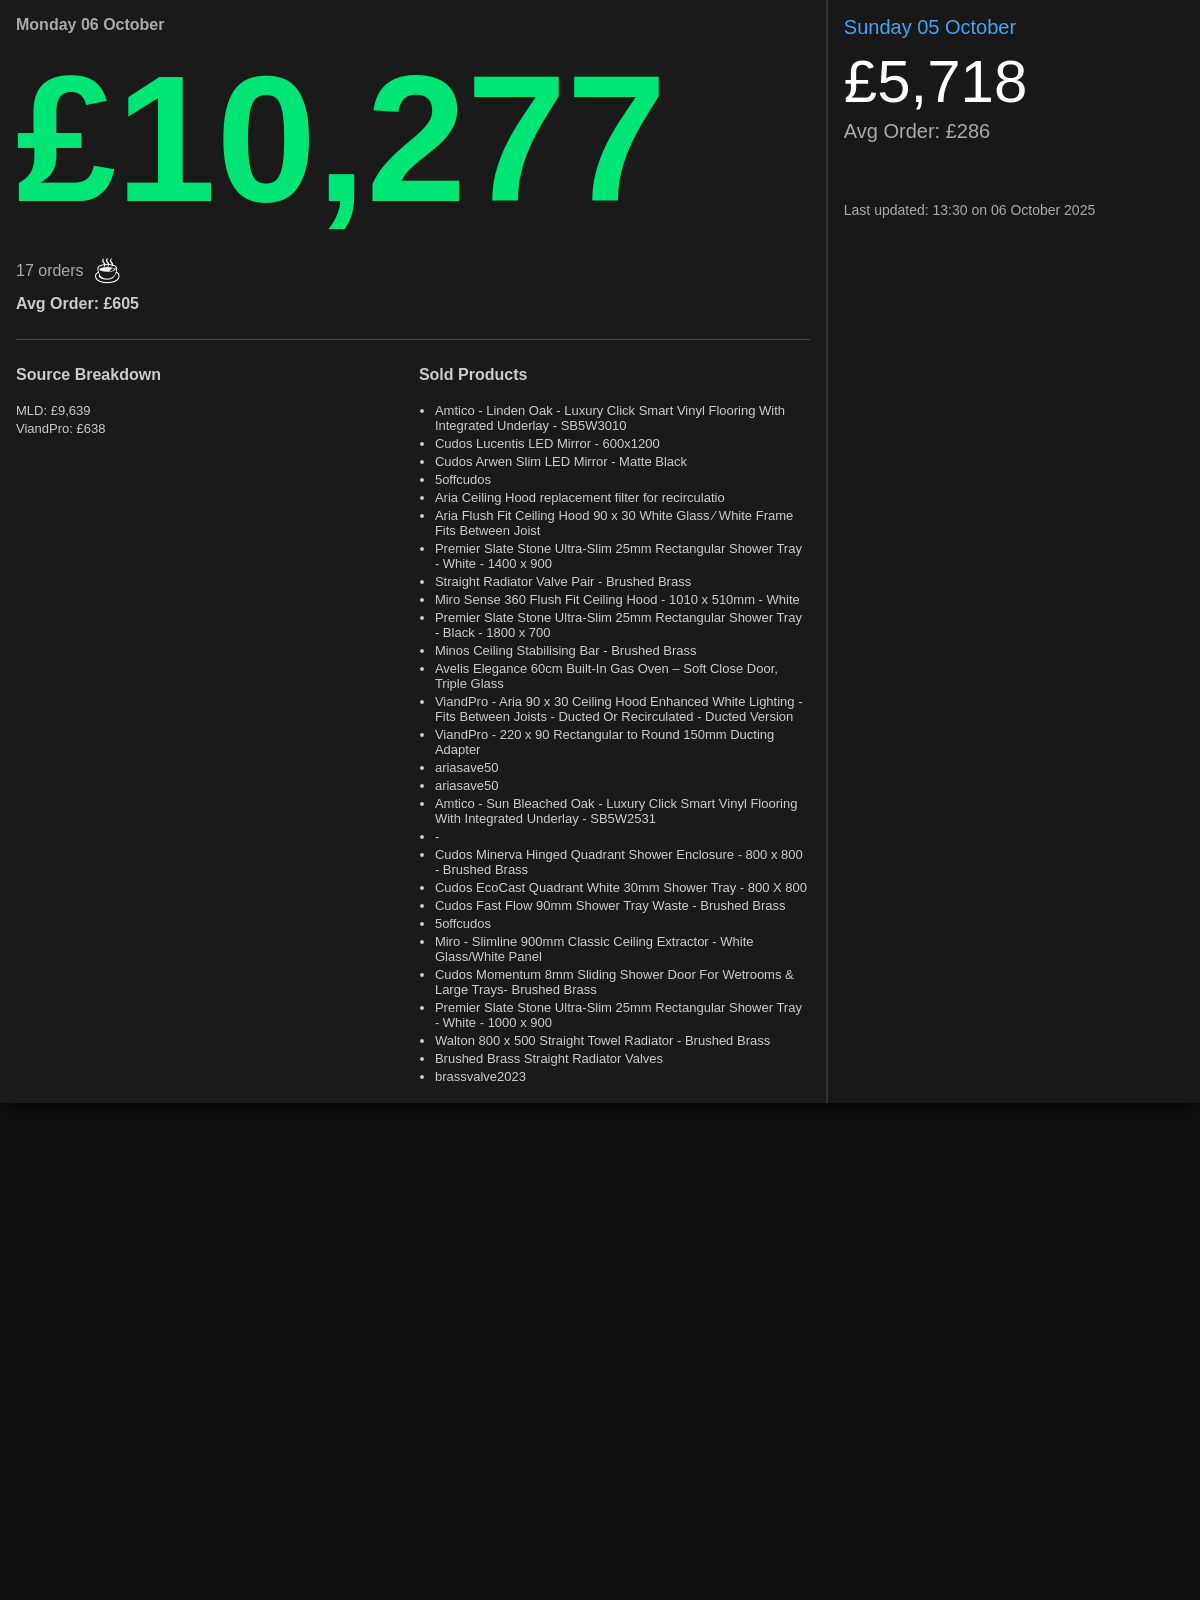 Monday 06 October
£10,277
17 orders ☕
Avg Order: £605
Source Breakdown
MLD: £9,639
ViandPro: £638
Sold Products
• Amtico - Linden Oak - Luxury Click Smart Vinyl Flooring With
Integrated Underlay - SB5W3010
• Cudos Lucentis LED Mirror - 600x1200
• Cudos Arwen Slim LED Mirror - Matte Black
• 5offcudos
• Aria Ceiling Hood replacement filter for recirculatio
• Aria Flush Fit Ceiling Hood 90 x 30 White Glass ⁄ White Frame
Fits Between Joist
• Premier Slate Stone Ultra-Slim 25mm Rectangular Shower Tray
- White - 1400 x 900
• Straight Radiator Valve Pair - Brushed Brass
• Miro Sense 360 Flush Fit Ceiling Hood - 1010 x 510mm - White
• Premier Slate Stone Ultra-Slim 25mm Rectangular Shower Tray
- Black - 1800 x 700
• Minos Ceiling Stabilising Bar - Brushed Brass
• Avelis Elegance 60cm Built-In Gas Oven – Soft Close Door,
Triple Glass
• ViandPro - Aria 90 x 30 Ceiling Hood Enhanced White Lighting -
Fits Between Joists - Ducted Or Recirculated - Ducted Version
• ViandPro - 220 x 90 Rectangular to Round 150mm Ducting
Adapter
• ariasave50
• ariasave50
• Amtico - Sun Bleached Oak - Luxury Click Smart Vinyl Flooring
With Integrated Underlay - SB5W2531
• -
• Cudos Minerva Hinged Quadrant Shower Enclosure - 800 x 800
- Brushed Brass
• Cudos EcoCast Quadrant White 30mm Shower Tray - 800 X 800
• Cudos Fast Flow 90mm Shower Tray Waste - Brushed Brass
• 5offcudos
• Miro - Slimline 900mm Classic Ceiling Extractor - White
Glass/White Panel
• Cudos Momentum 8mm Sliding Shower Door For Wetrooms &
Large Trays- Brushed Brass
• Premier Slate Stone Ultra-Slim 25mm Rectangular Shower Tray
- White - 1000 x 900
• Walton 800 x 500 Straight Towel Radiator - Brushed Brass
• Brushed Brass Straight Radiator Valves
• brassvalve2023
Sunday 05 October
£5,718
Avg Order: £286
Last updated: 13:30 on 06 October 2025